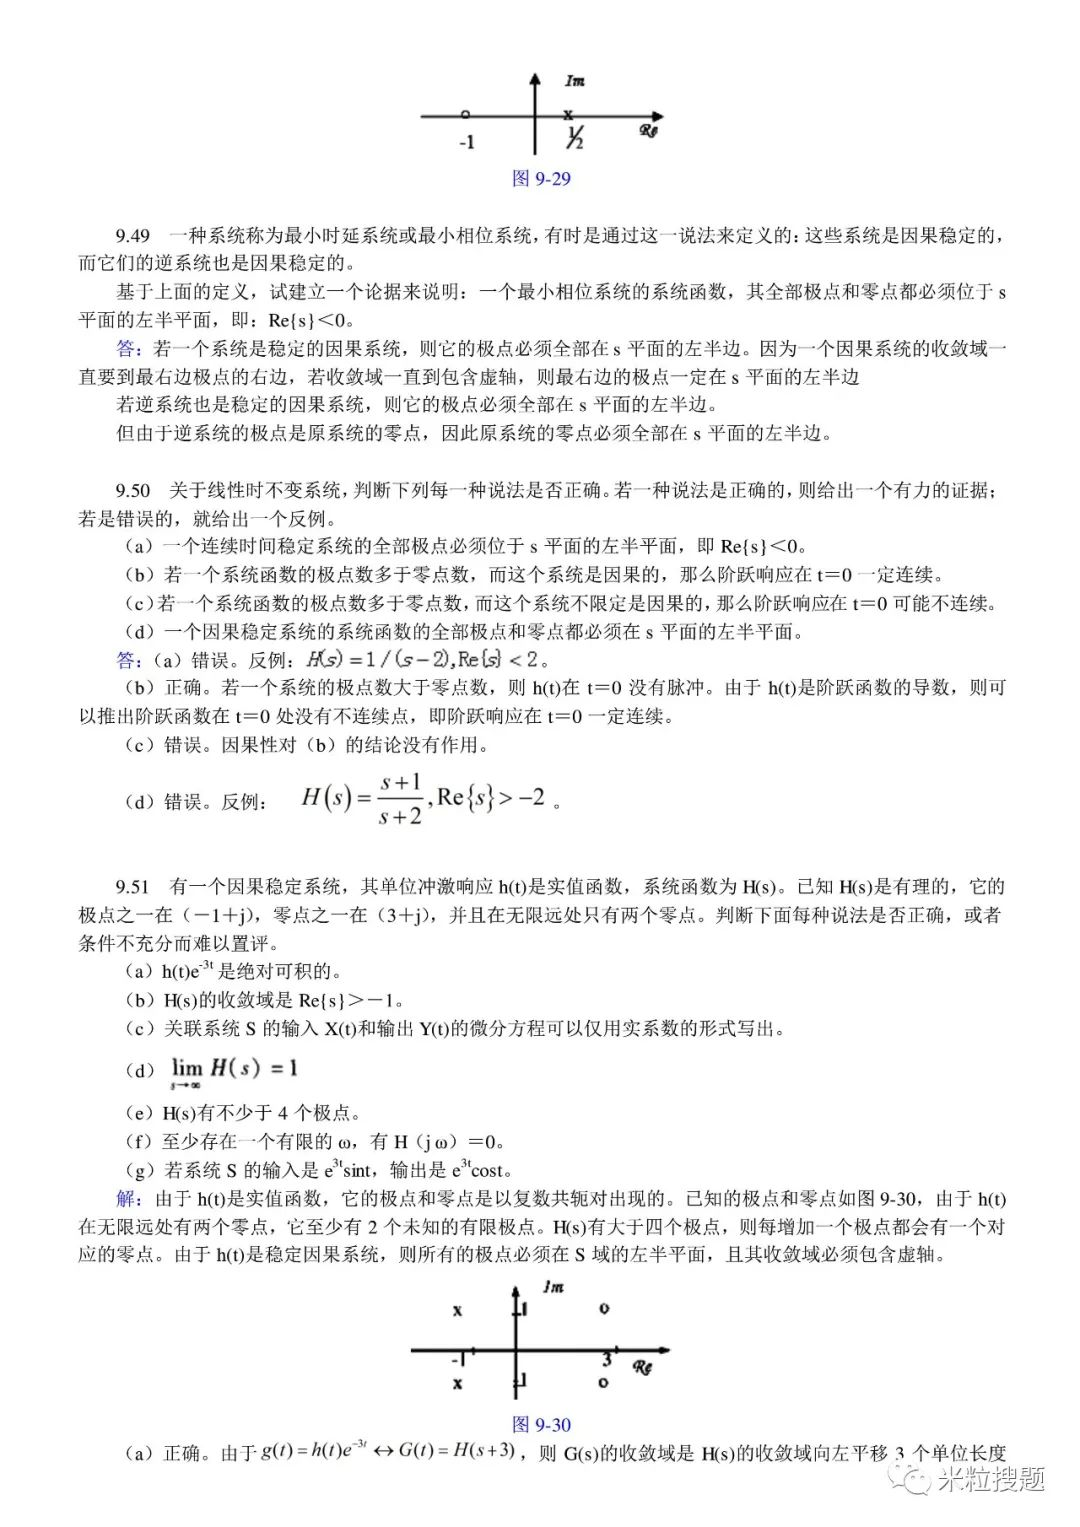 Im
-1
1/2
Re
图 9-29
9.49 一种系统称为最小时延系统或最小相位系统，有时是通过这一说法来定义的：这些系统是因果稳定的，
而它们的逆系统也是因果稳定的。
基于上面的定义，试建立一个论据来说明：一个最小相位系统的系统函数，其全部极点和零点都必须位于 s
平面的左半平面，即：Re{s}＜0。
答：若一个系统是稳定的因果系统，则它的极点必须全部在 s 平面的左半边。因为一个因果系统的收敛域一
直要到最右边极点的右边，若收敛域一直到包含虚轴，则最右边的极点一定在 s 平面的左半边
若逆系统也是稳定的因果系统，则它的极点必须全部在 s 平面的左半边。
但由于逆系统的极点是原系统的零点，因此原系统的零点必须全部在 s 平面的左半边。
9.50 关于线性时不变系统，判断下列每一种说法是否正确。若一种说法是正确的，则给出一个有力的证据；
若是错误的，就给出一个反例。
（a）一个连续时间稳定系统的全部极点必须位于 s 平面的左半平面，即 Re{s}＜0。
（b）若一个系统函数的极点数多于零点数，而这个系统是因果的，那么阶跃响应在 t＝0 一定连续。
（c）若一个系统函数的极点数多于零点数，而这个系统不限定是因果的，那么阶跃响应在 t＝0 可能不连续。
（d）一个因果稳定系统的系统函数的全部极点和零点都必须在 s 平面的左半平面。
答：（a）错误。反例：H(s)=1/(s-2),Re{s}<2。
（b）正确。若一个系统的极点数大于零点数，则 h(t)在 t＝0 没有脉冲。由于 h(t)是阶跃函数的导数，则可
以推出阶跃函数在 t＝0 处没有不连续点，即阶跃响应在 t＝0 一定连续。
（c）错误。因果性对（b）的结论没有作用。
（d）错误。反例： H(s)=(s+1)/(s+2),Re{s}>-2。
9.51 有一个因果稳定系统，其单位冲激响应 h(t)是实值函数，系统函数为 H(s)。已知 H(s)是有理的，它的
极点之一在（－1＋j），零点之一在（3＋j），并且在无限远处只有两个零点。判断下面每种说法是否正确，或者
条件不充分而难以置评。
（a）h(t)e^{-3t} 是绝对可积的。
（b）H(s)的收敛域是 Re{s}＞－1。
（c）关联系统 S 的输入 X(t)和输出 Y(t)的微分方程可以仅用实系数的形式写出。
（d） lim_{s→∞} H(s) = 1
（e）H(s)有不少于 4 个极点。
（f）至少存在一个有限的 ω，有 H（j ω）＝0。
（g）若系统 S 的输入是 e^{3t}sint，输出是 e^{3t}cost。
解：由于 h(t)是实值函数，它的极点和零点是以复数共轭对出现的。已知的极点和零点如图 9-30，由于 h(t)
在无限远处有两个零点，它至少有 2 个未知的有限极点。H(s)有大于四个极点，则每增加一个极点都会有一个对
应的零点。由于 h(t)是稳定因果系统，则所有的极点必须在 S 域的左半平面，且其收敛域必须包含虚轴。
Im
1
-1
3
Re
-1
图 9-30
（a）正确。由于 g(t)=h(t)e^{-3t}↔G(t)=H(s+3)，则 G(s)的收敛域是 H(s)的收敛域向左平移 3 个单位长度
米粒搜题